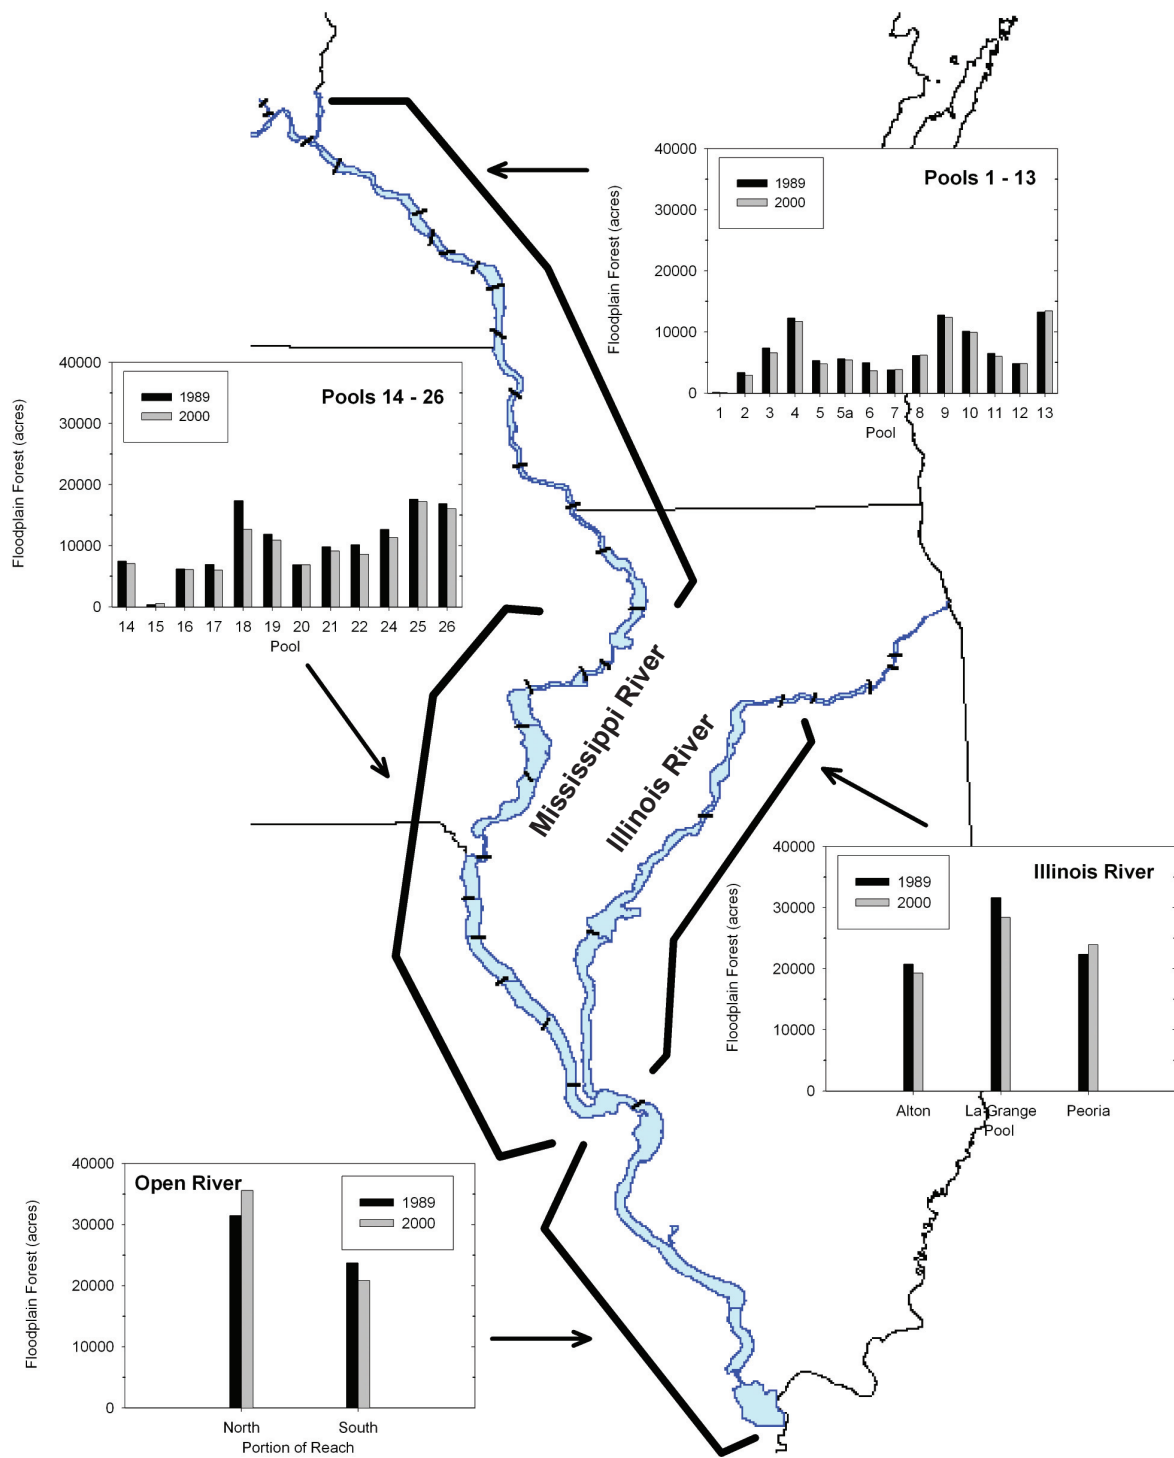 40000
30000
20000
10000
0
Floodplain Forest (acres)
1989
2000
Pools 1 - 13
1 2 3 4 5 5a 6 7 8 9 10 11 12 13
Pool
40000
30000
20000
10000
0
Floodplain Forest (acres)
1989
2000
Pools 14 - 26
14 15 16 17 18 19 20 21 22 24 25 26
Pool
Mississippi River
Illinois River
40000
30000
20000
10000
0
Floodplain Forest (acres)
1989
2000
Illinois River
Alton La Grange Peoria
Pool
40000
30000
20000
10000
0
Floodplain Forest (acres)
Open River
1989
2000
North South
Portion of Reach